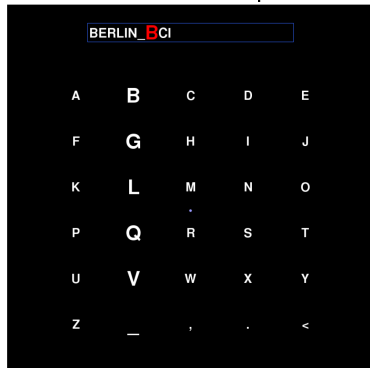 BERLIN_BCI
A B C D E
F G H I J
K L M N O
P Q R S T
U V W X Y
Z _ , . <